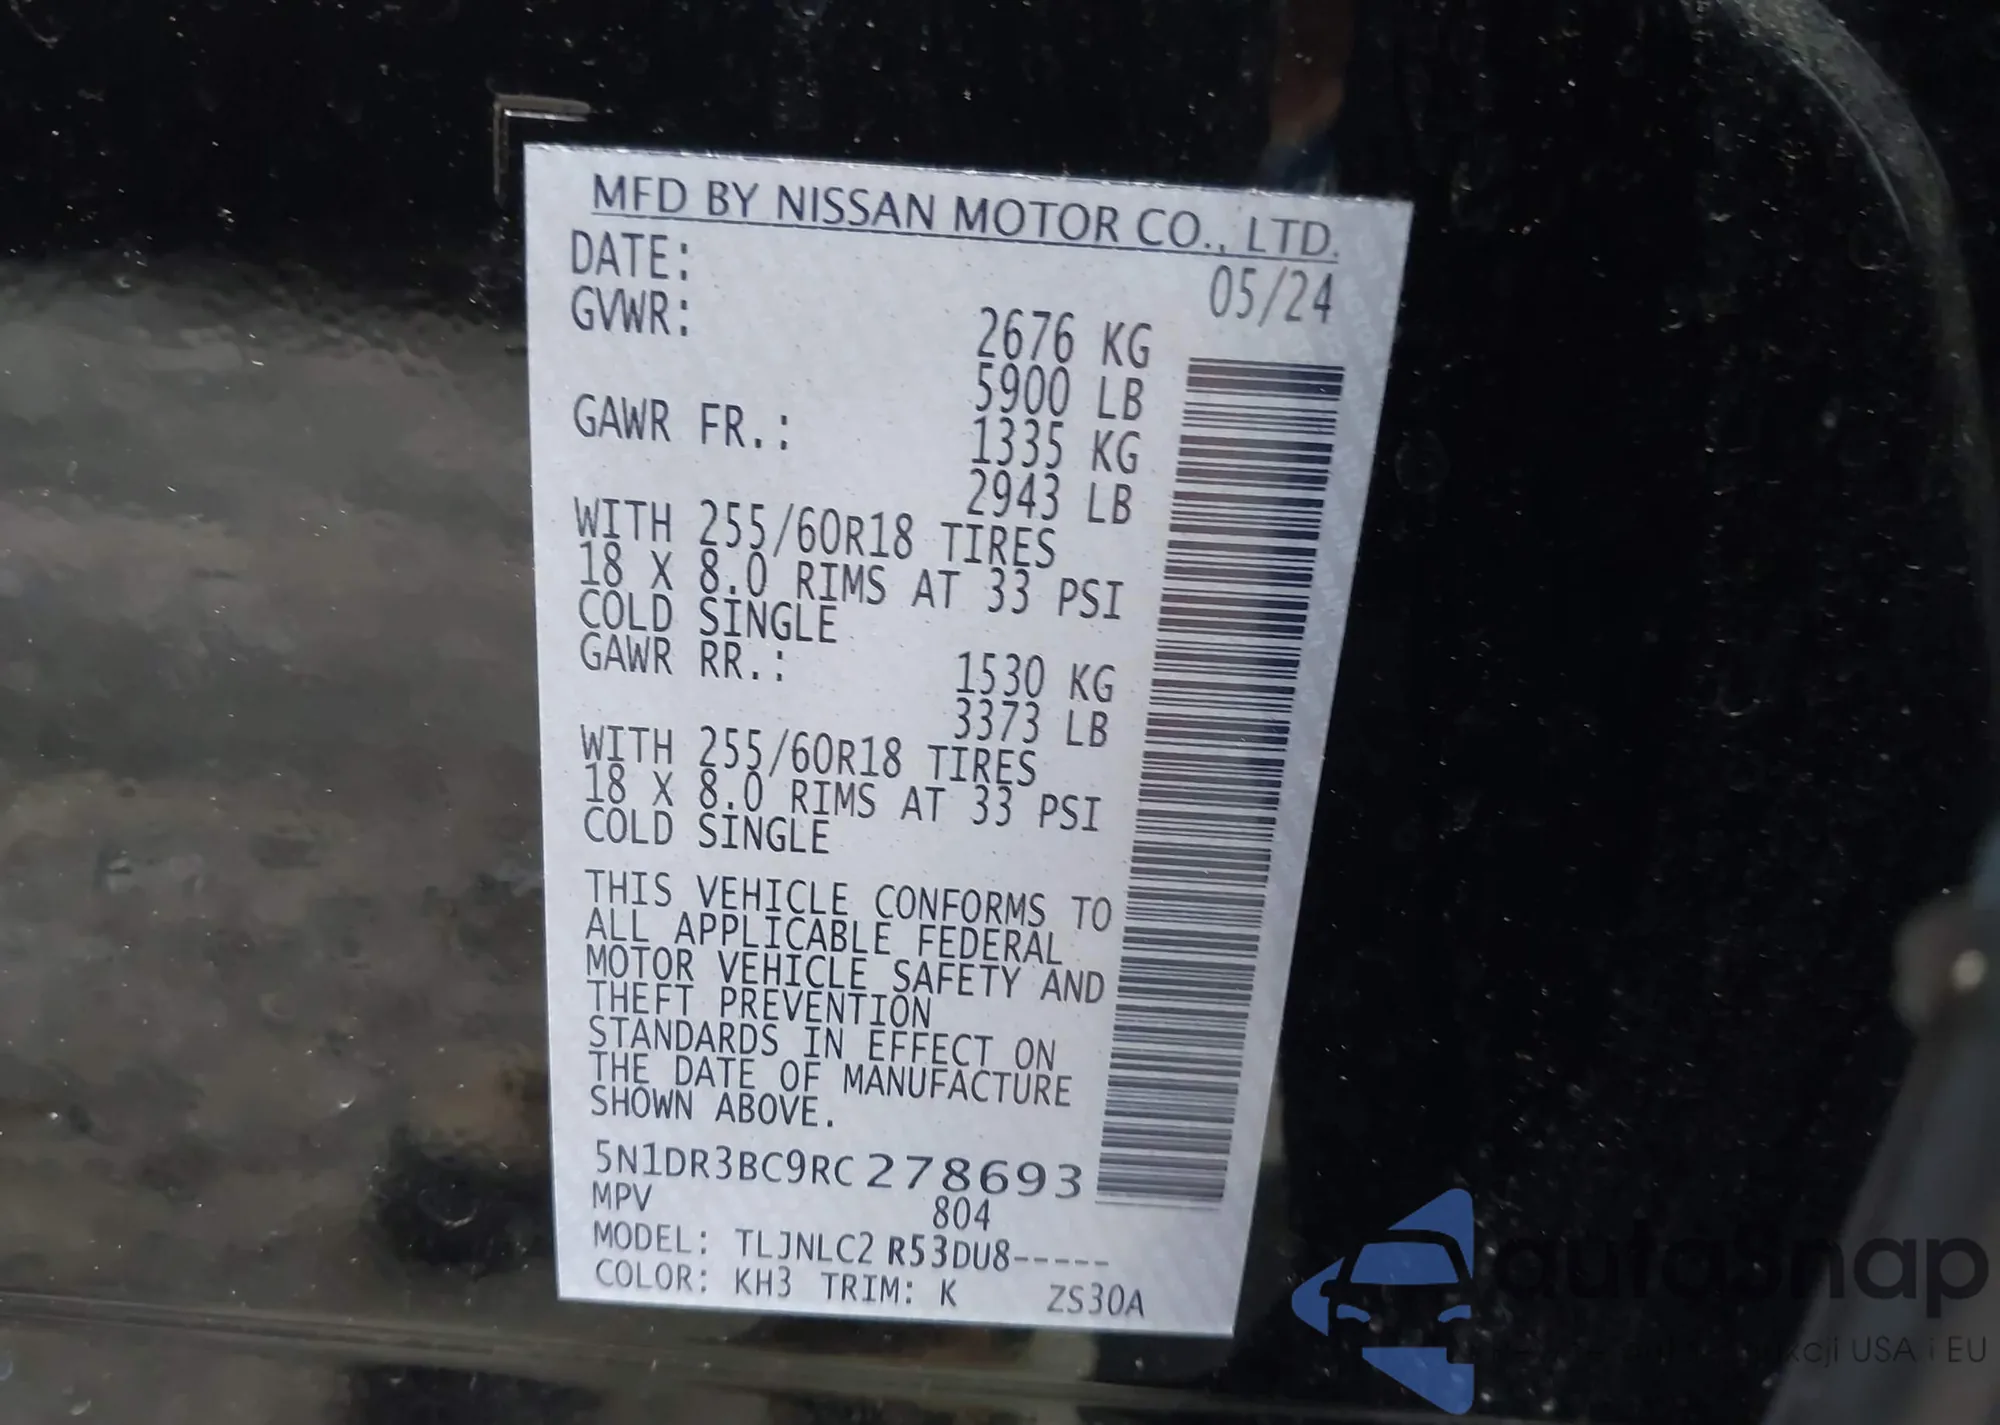 MFD BY NISSAN MOTOR CO., LTD.
DATE: 05/24
GVWR: 2676 KG
5900 LB
GAWR FR.: 1335 KG
2943 LB
WITH 255/60R18 TIRES
18 X 8.0 RIMS AT 33 PSI
COLD SINGLE
GAWR RR.: 1530 KG
3373 LB
WITH 255/60R18 TIRES
18 X 8.0 RIMS AT 33 PSI
COLD SINGLE
THIS VEHICLE CONFORMS TO
ALL APPLICABLE FEDERAL
MOTOR VEHICLE SAFETY AND
THEFT PREVENTION
STANDARDS IN EFFECT ON
THE DATE OF MANUFACTURE
SHOWN ABOVE.
5N1DR3BC9RC278693
MPV 804
MODEL: TLJNLC2 R53DU8-----
COLOR: KH3 TRIM: K ZS30A
autosnap
USA i EU